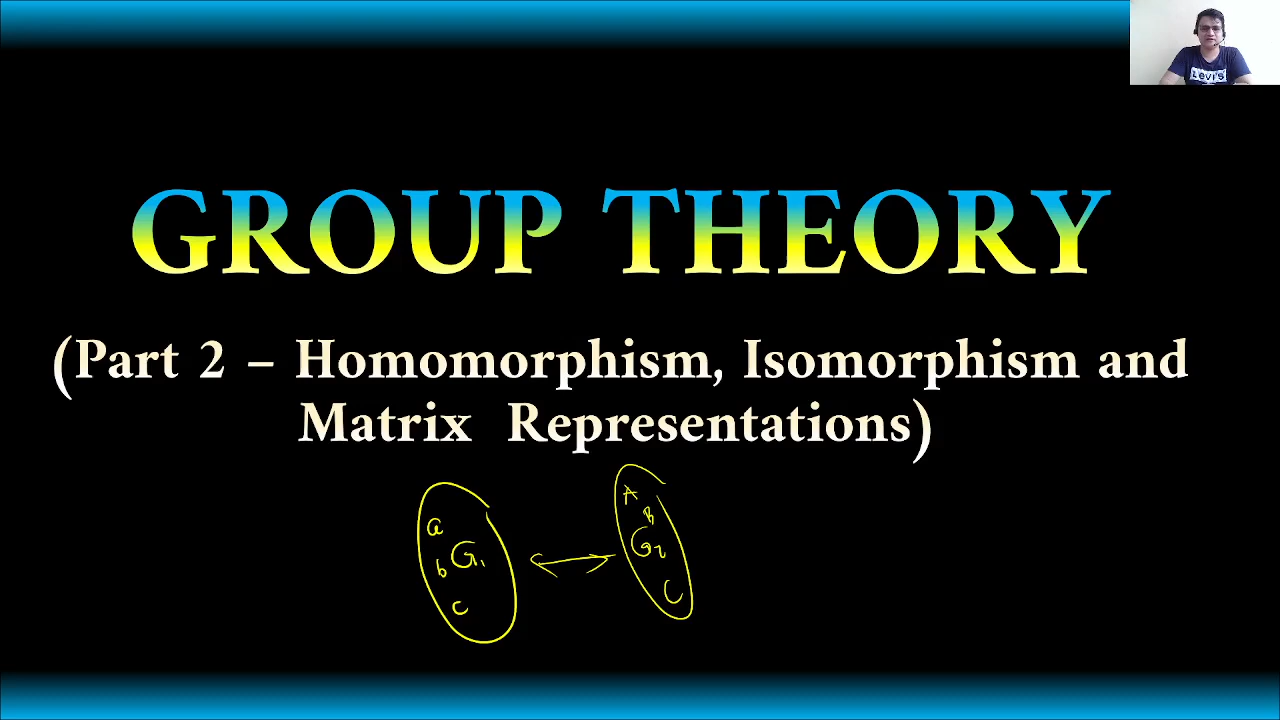 LEVI'S
GROUP THEORY
(Part 2 – Homomorphism, Isomorphism and
Matrix Representations)
a
b G₁
c
A
B
G₂
C